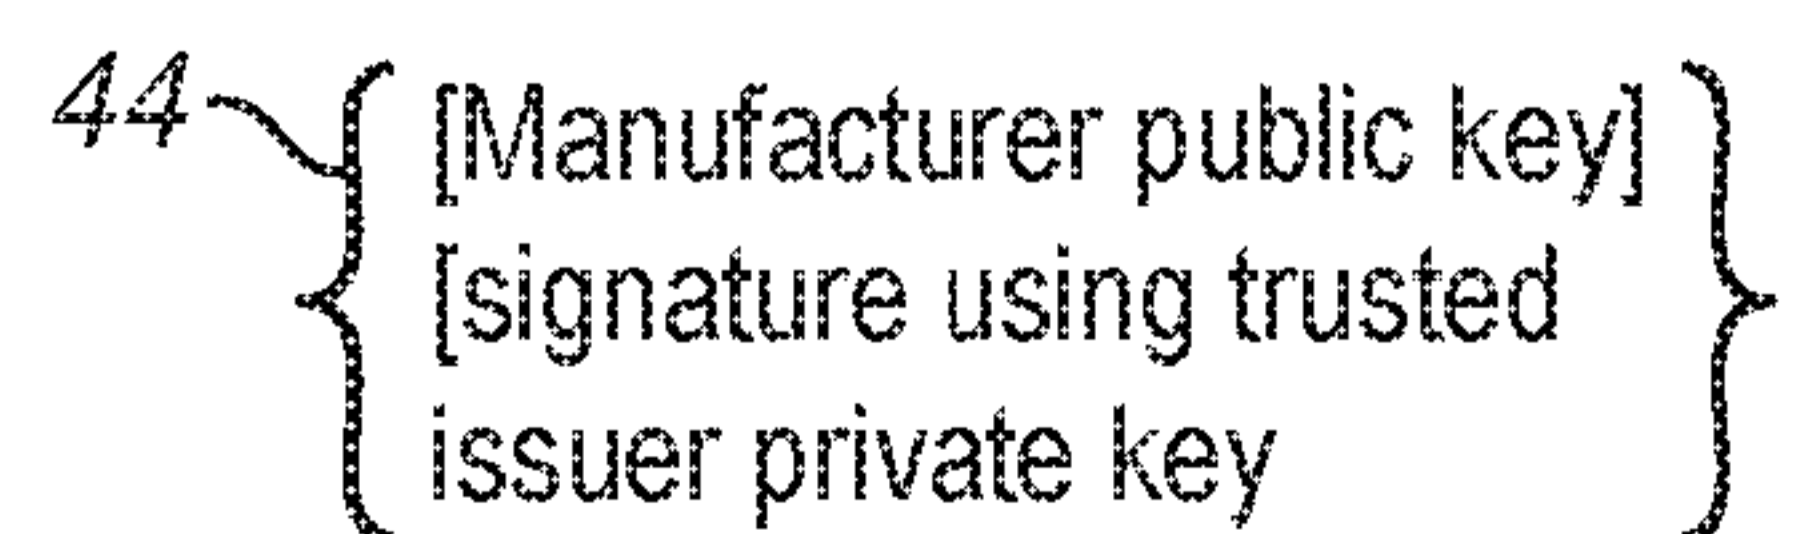 44
[Manufacturer public key]
[signature using trusted
issuer private key